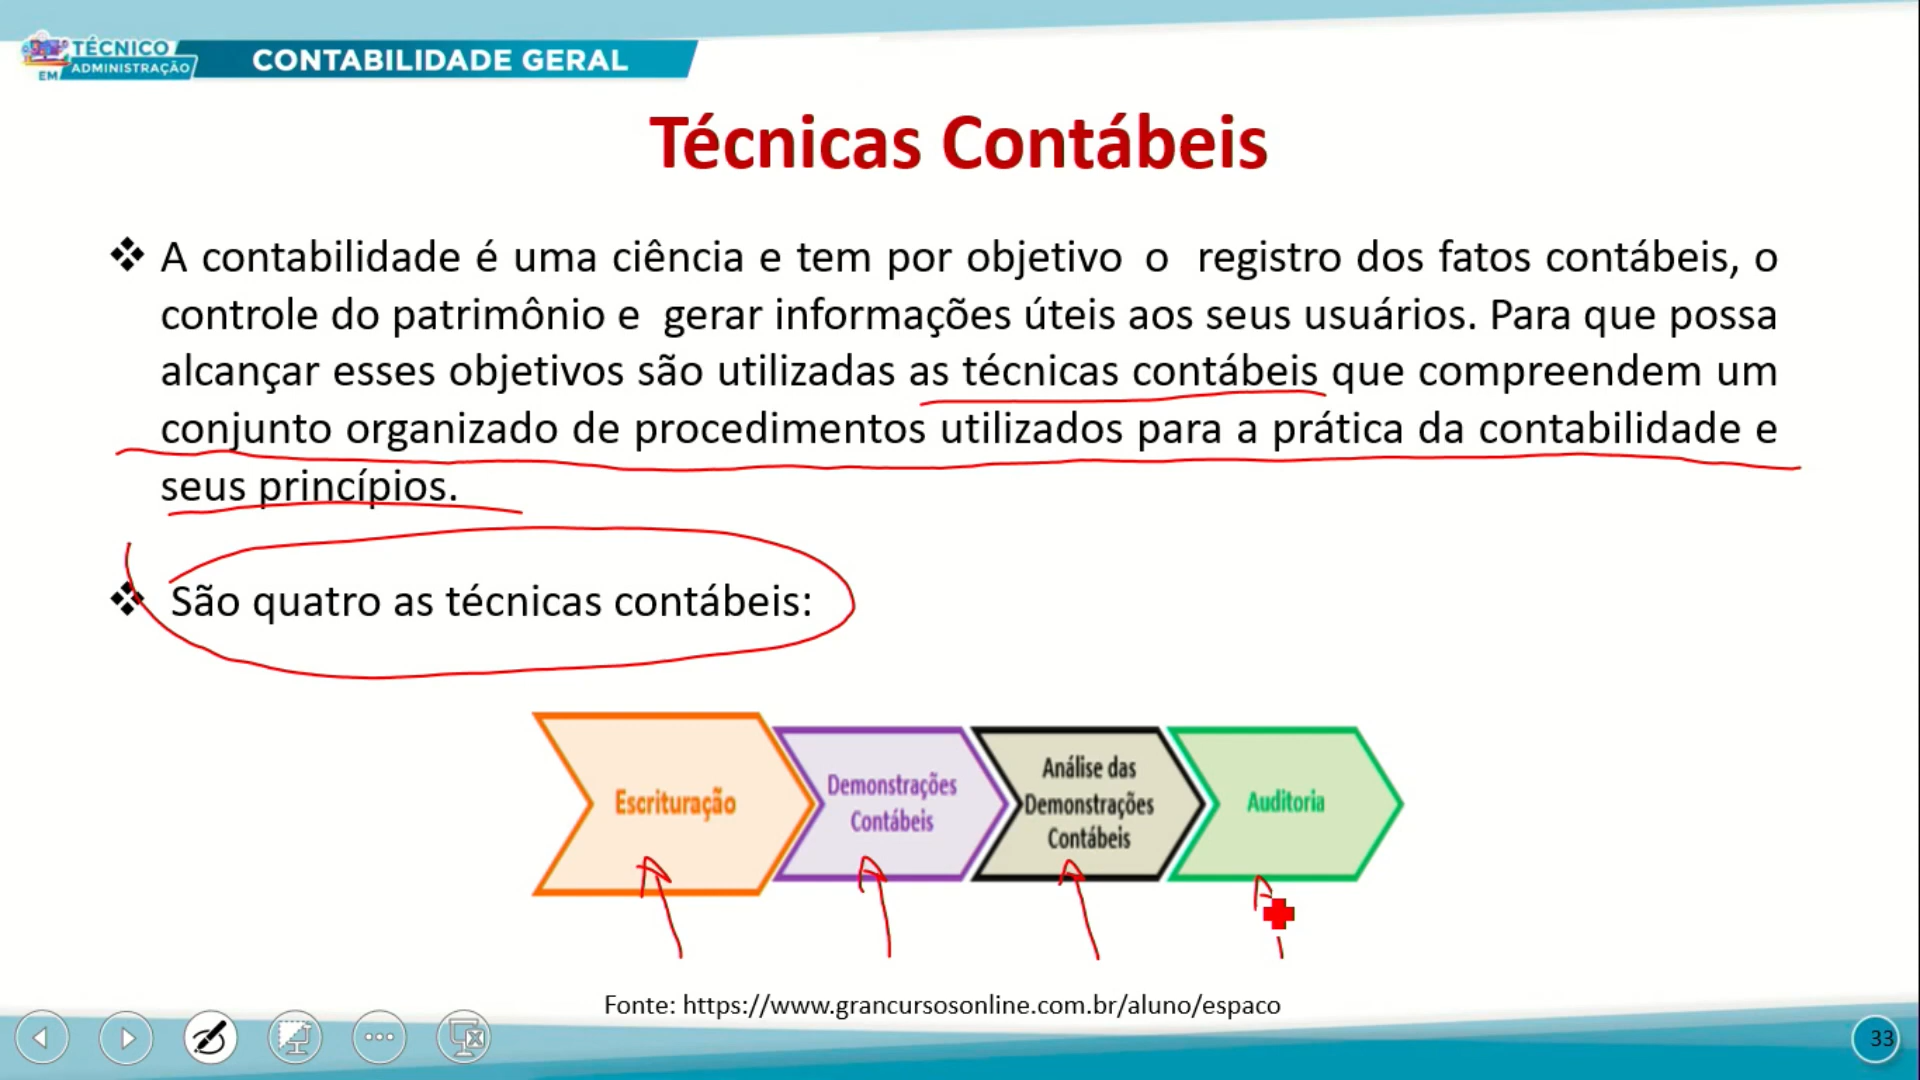 TÉCNICO
EM ADMINISTRAÇÃO
CONTABILIDADE GERAL
Técnicas Contábeis
❖ A contabilidade é uma ciência e tem por objetivo o registro dos fatos contábeis, o
controle do patrimônio e gerar informações úteis aos seus usuários. Para que possa
alcançar esses objetivos são utilizadas as técnicas contábeis que compreendem um
conjunto organizado de procedimentos utilizados para a prática da contabilidade e
seus princípios.
❖ São quatro as técnicas contábeis:
Escrituração
Demonstrações
Contábeis
Análise das
Demonstrações
Contábeis
Auditoria
Fonte: https://www.grancursosonline.com.br/aluno/espaco
33